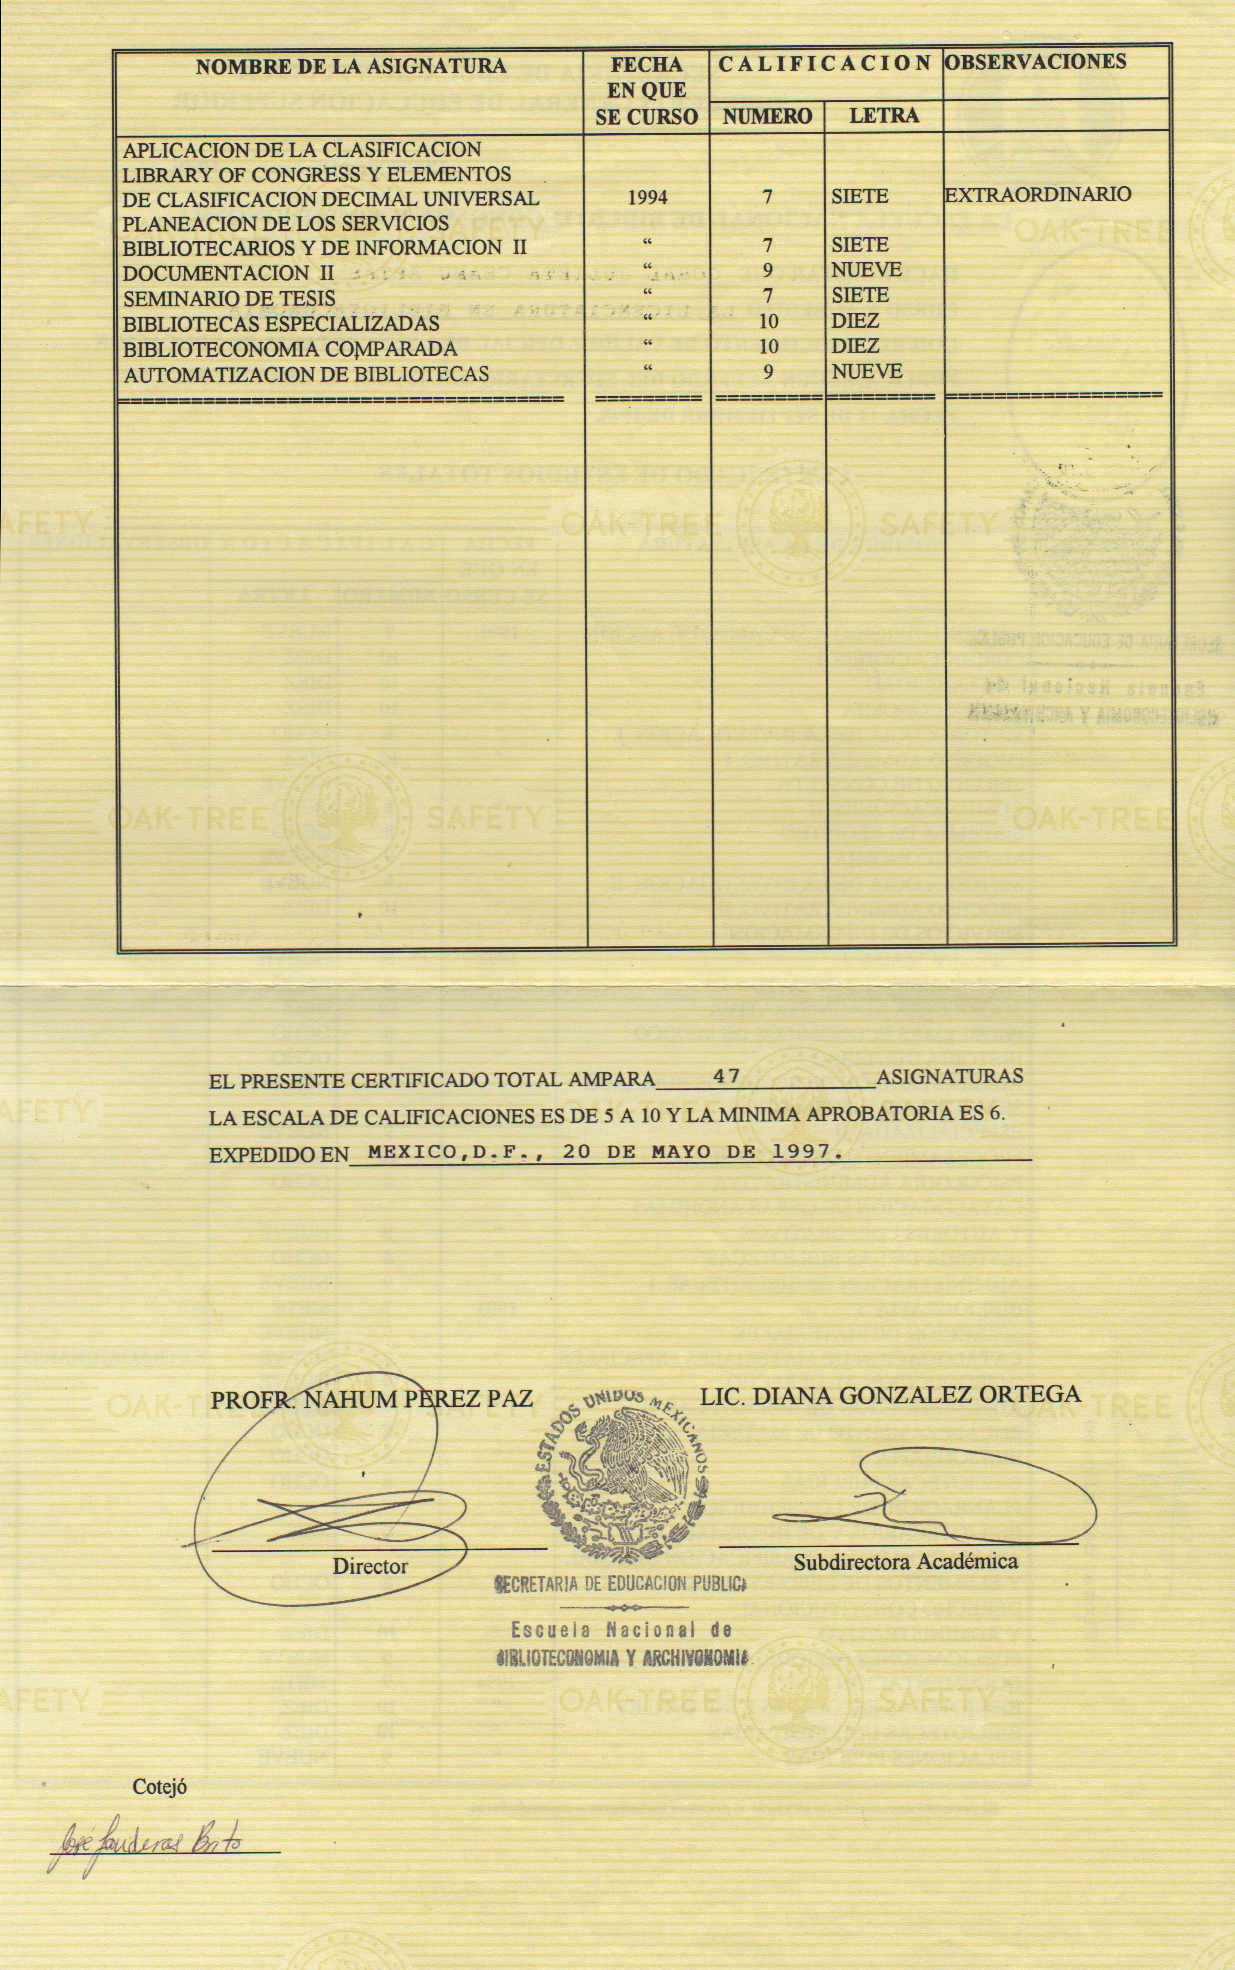 NOMBRE DE LA ASIGNATURA FECHA EN QUE SE CURSO CALIFICACION OBSERVACIONES
NUMERO LETRA
APLICACION DE LA CLASIFICACION
LIBRARY OF CONGRESS Y ELEMENTOS
DE CLASIFICACION DECIMAL UNIVERSAL 1994 7 SIETE EXTRAORDINARIO
PLANEACION DE LOS SERVICIOS
BIBLIOTECARIOS Y DE INFORMACION II “ 7 SIETE
DOCUMENTACION II “ 9 NUEVE
SEMINARIO DE TESIS “ 7 SIETE
BIBLIOTECAS ESPECIALIZADAS “ 10 DIEZ
BIBLIOTECONOMIA COMPARADA “ 10 DIEZ
AUTOMATIZACION DE BIBLIOTECAS “ 9 NUEVE
OAK-TREE SAFETY
EL PRESENTE CERTIFICADO TOTAL AMPARA 47 ASIGNATURAS
LA ESCALA DE CALIFICACIONES ES DE 5 A 10 Y LA MINIMA APROBATORIA ES 6.
EXPEDIDO EN MEXICO,D.F., 20 DE MAYO DE 1997.
PROFR. NAHUM PEREZ PAZ LIC. DIANA GONZALEZ ORTEGA
ESTADOS UNIDOS MEXICANOS
Director Subdirectora Académica
SECRETARIA DE EDUCACION PUBLICA
Escuela Nacional de
BIBLIOTECONOMIA Y ARCHIVONOMIA
OAK-TREE SAFETY
Cotejó
José Brito